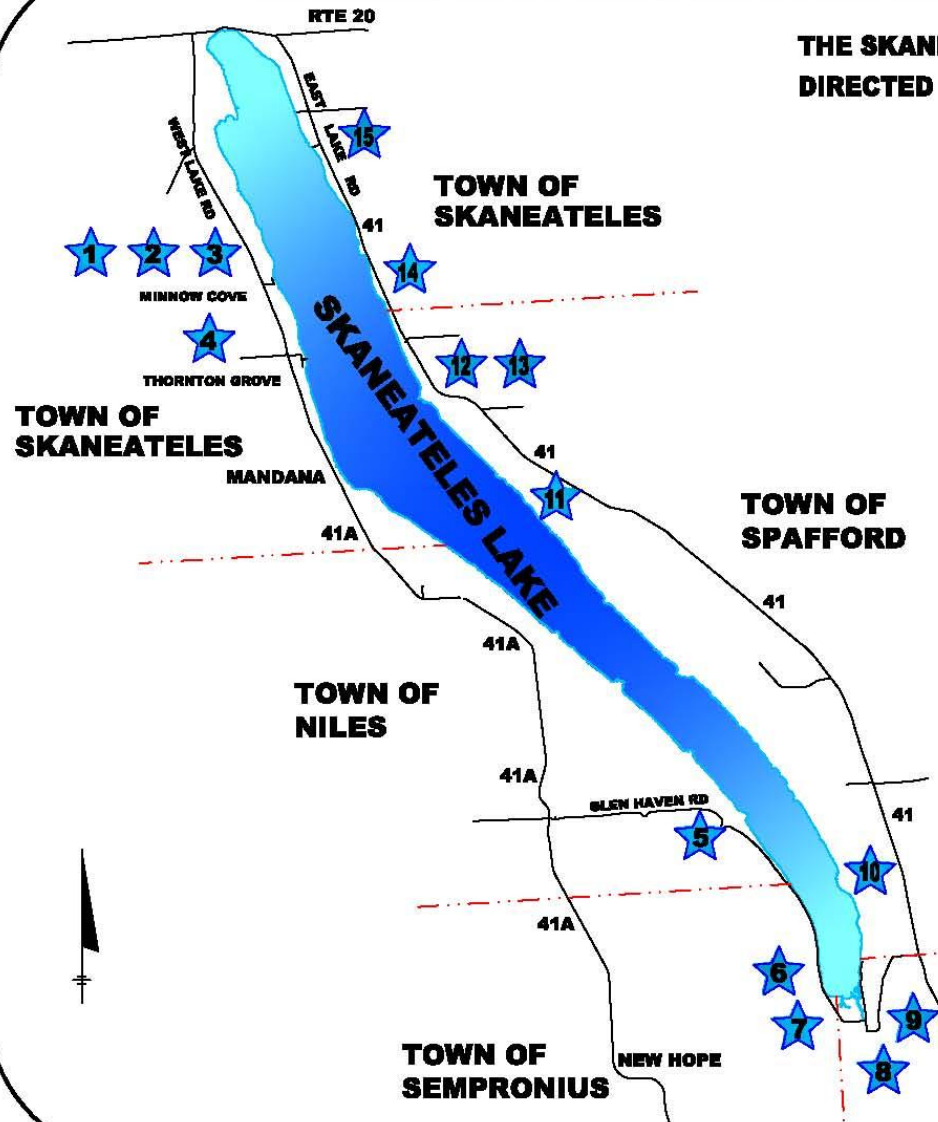 RTE 20
THE SKAN
DIRECTED
EAST LAKE RD
WEST LAKE RD
15
TOWN OF
SKANEATELES
41
1 2 3
14
MINNOW COVE
4
SKANEATELES LAKE
12 13
THORNTON GROVE
TOWN OF
SKANEATELES
41
MANDANA
11
TOWN OF
SPAFFORD
41A
41
41A
TOWN OF
NILES
41A
GLEN HAVEN RD
41
5
10
41A
6
7
9
TOWN OF
SEMPRONIUS
NEW HOPE
8